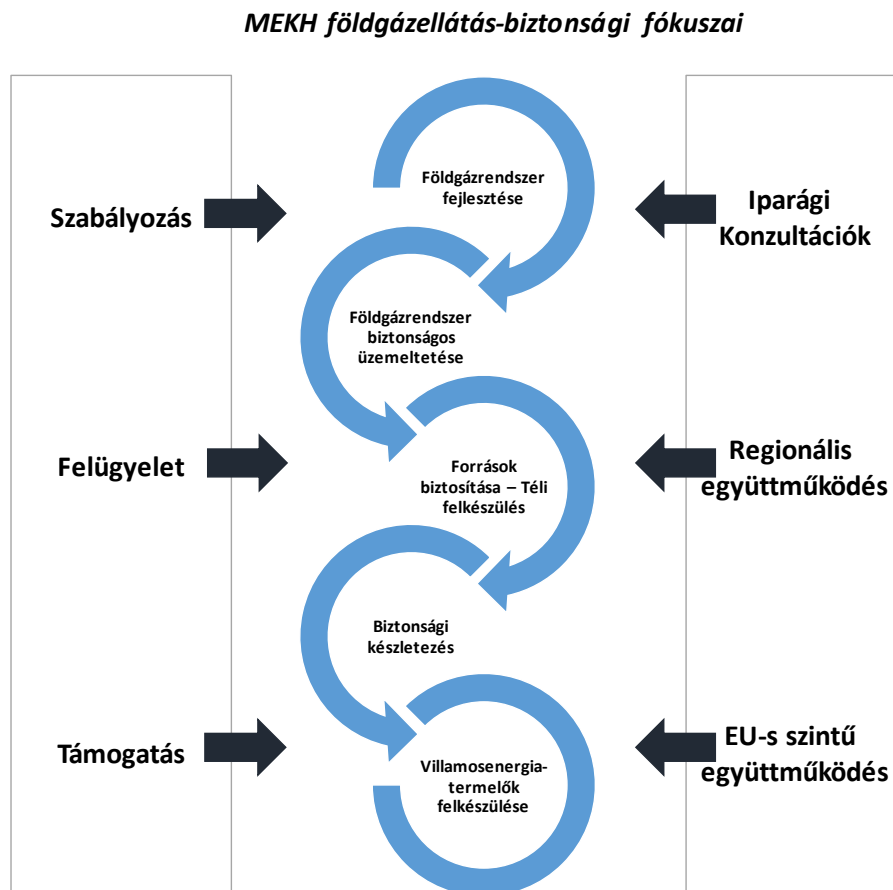 MEKH földgázellátás-biztonsági fókuszai
Földgázrendszer
fejlesztése
Szabályozás
Iparági
Konzultációk
Földgázrendszer
biztonságos
üzemeltetése
Felügyelet
Források
biztosítása – Téli
felkészülés
Regionális
együttműködés
Biztonsági
készletezés
Támogatás
Villamosenergia-
termelők
felkészülése
EU-s szintű
együttműködés